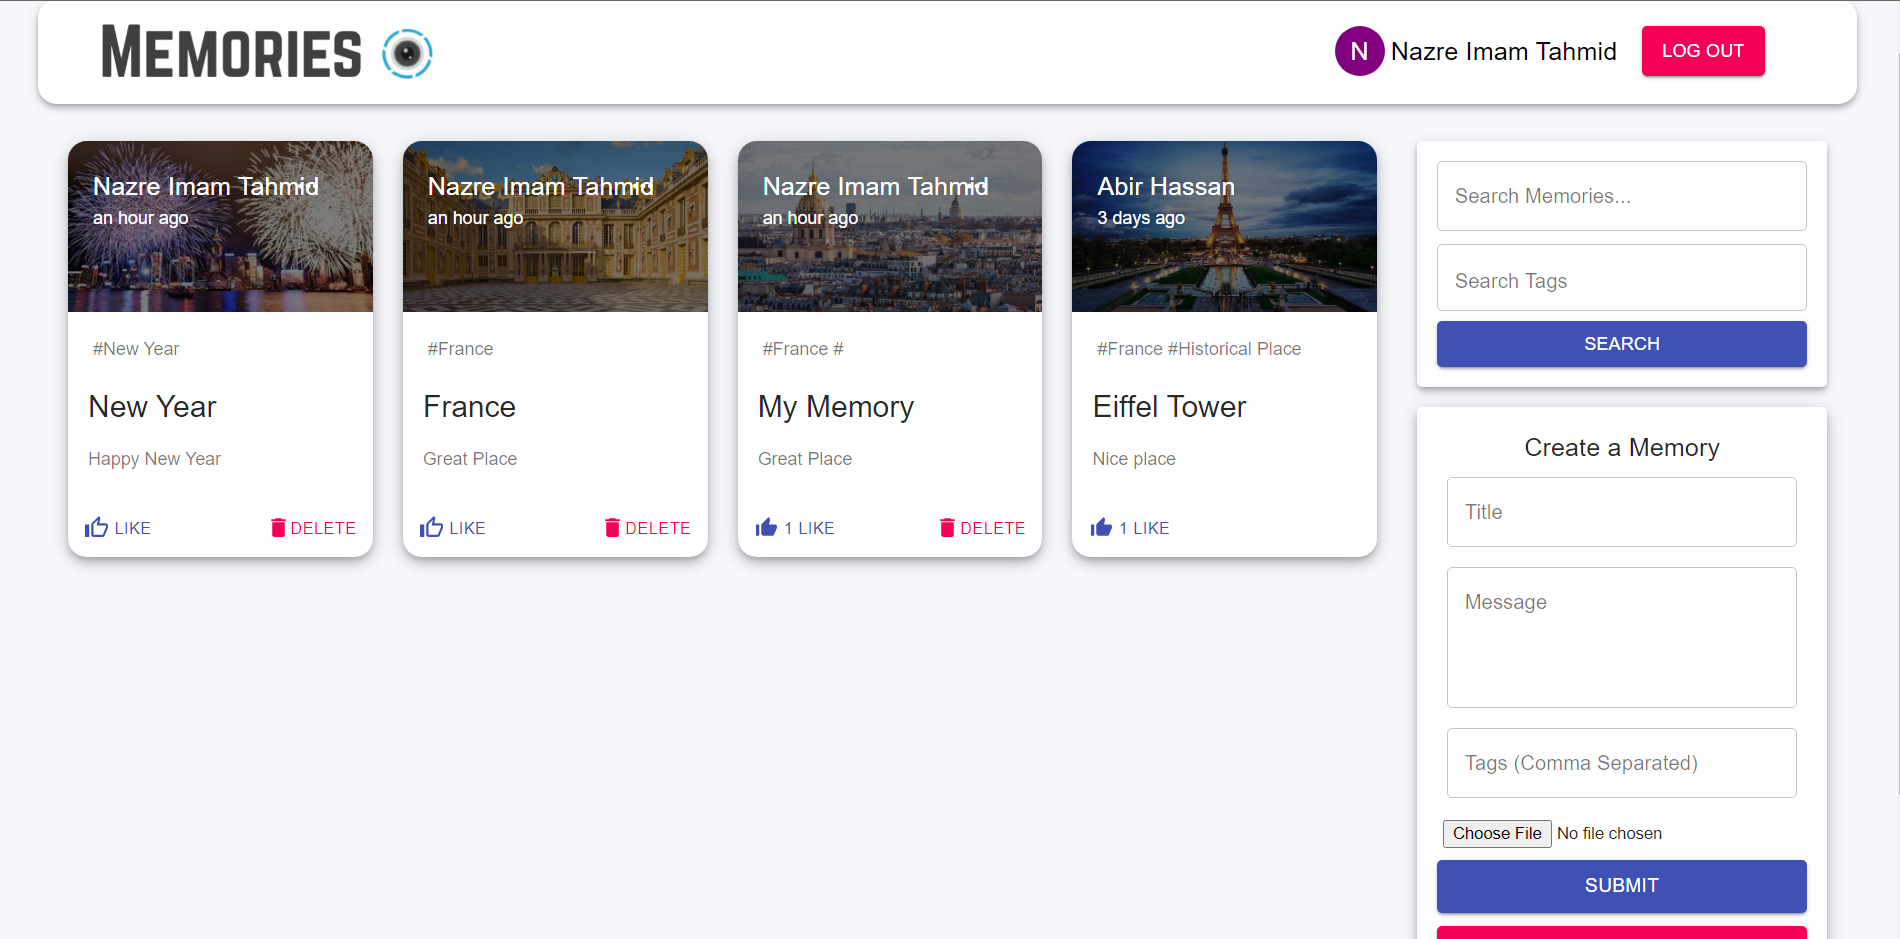 MEMORIES
N Nazre Imam Tahmid LOG OUT
Nazre Imam Tahmid
an hour ago
#New Year
New Year
Happy New Year
LIKE DELETE
Nazre Imam Tahmid
an hour ago
#France
France
Great Place
LIKE DELETE
Nazre Imam Tahmid
an hour ago
#France #
My Memory
Great Place
1 LIKE DELETE
Abir Hassan
3 days ago
#France #Historical Place
Eiffel Tower
Nice place
1 LIKE
Search Memories...
Search Tags
SEARCH
Create a Memory
Title
Message
Tags (Comma Separated)
Choose File No file chosen
SUBMIT